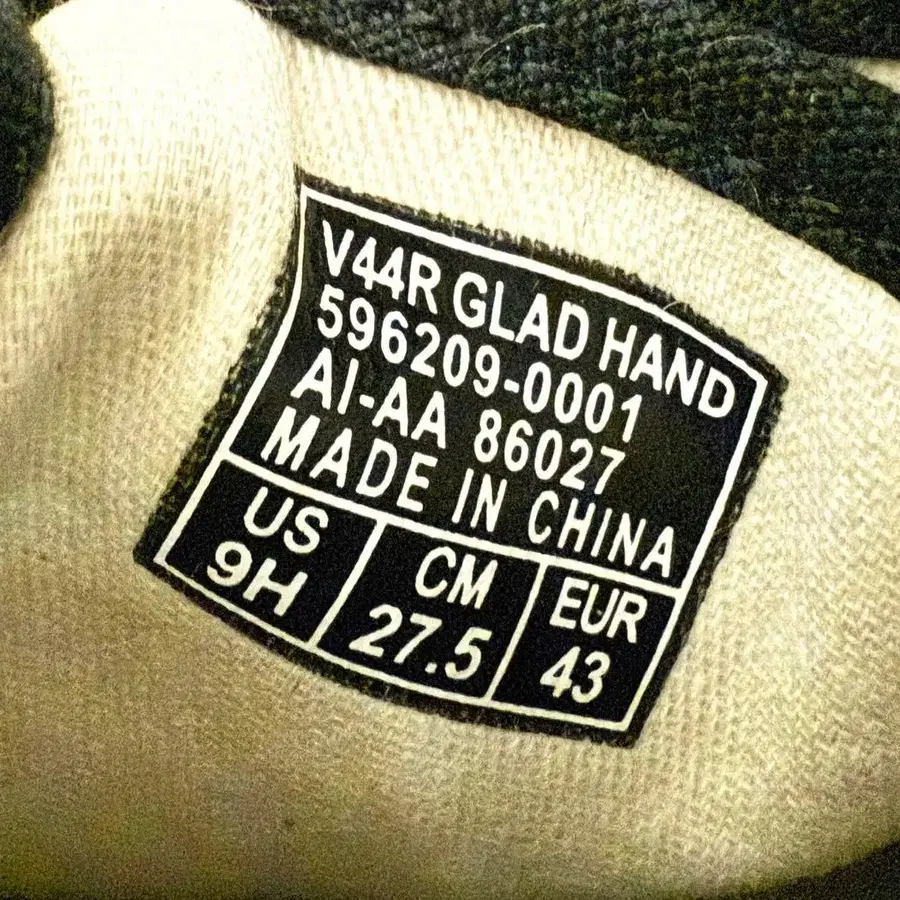 V44R GLAD HAND
596209-0001
AI-AA 86027
MADE IN CHINA
US CM EUR
9H 27.5 43